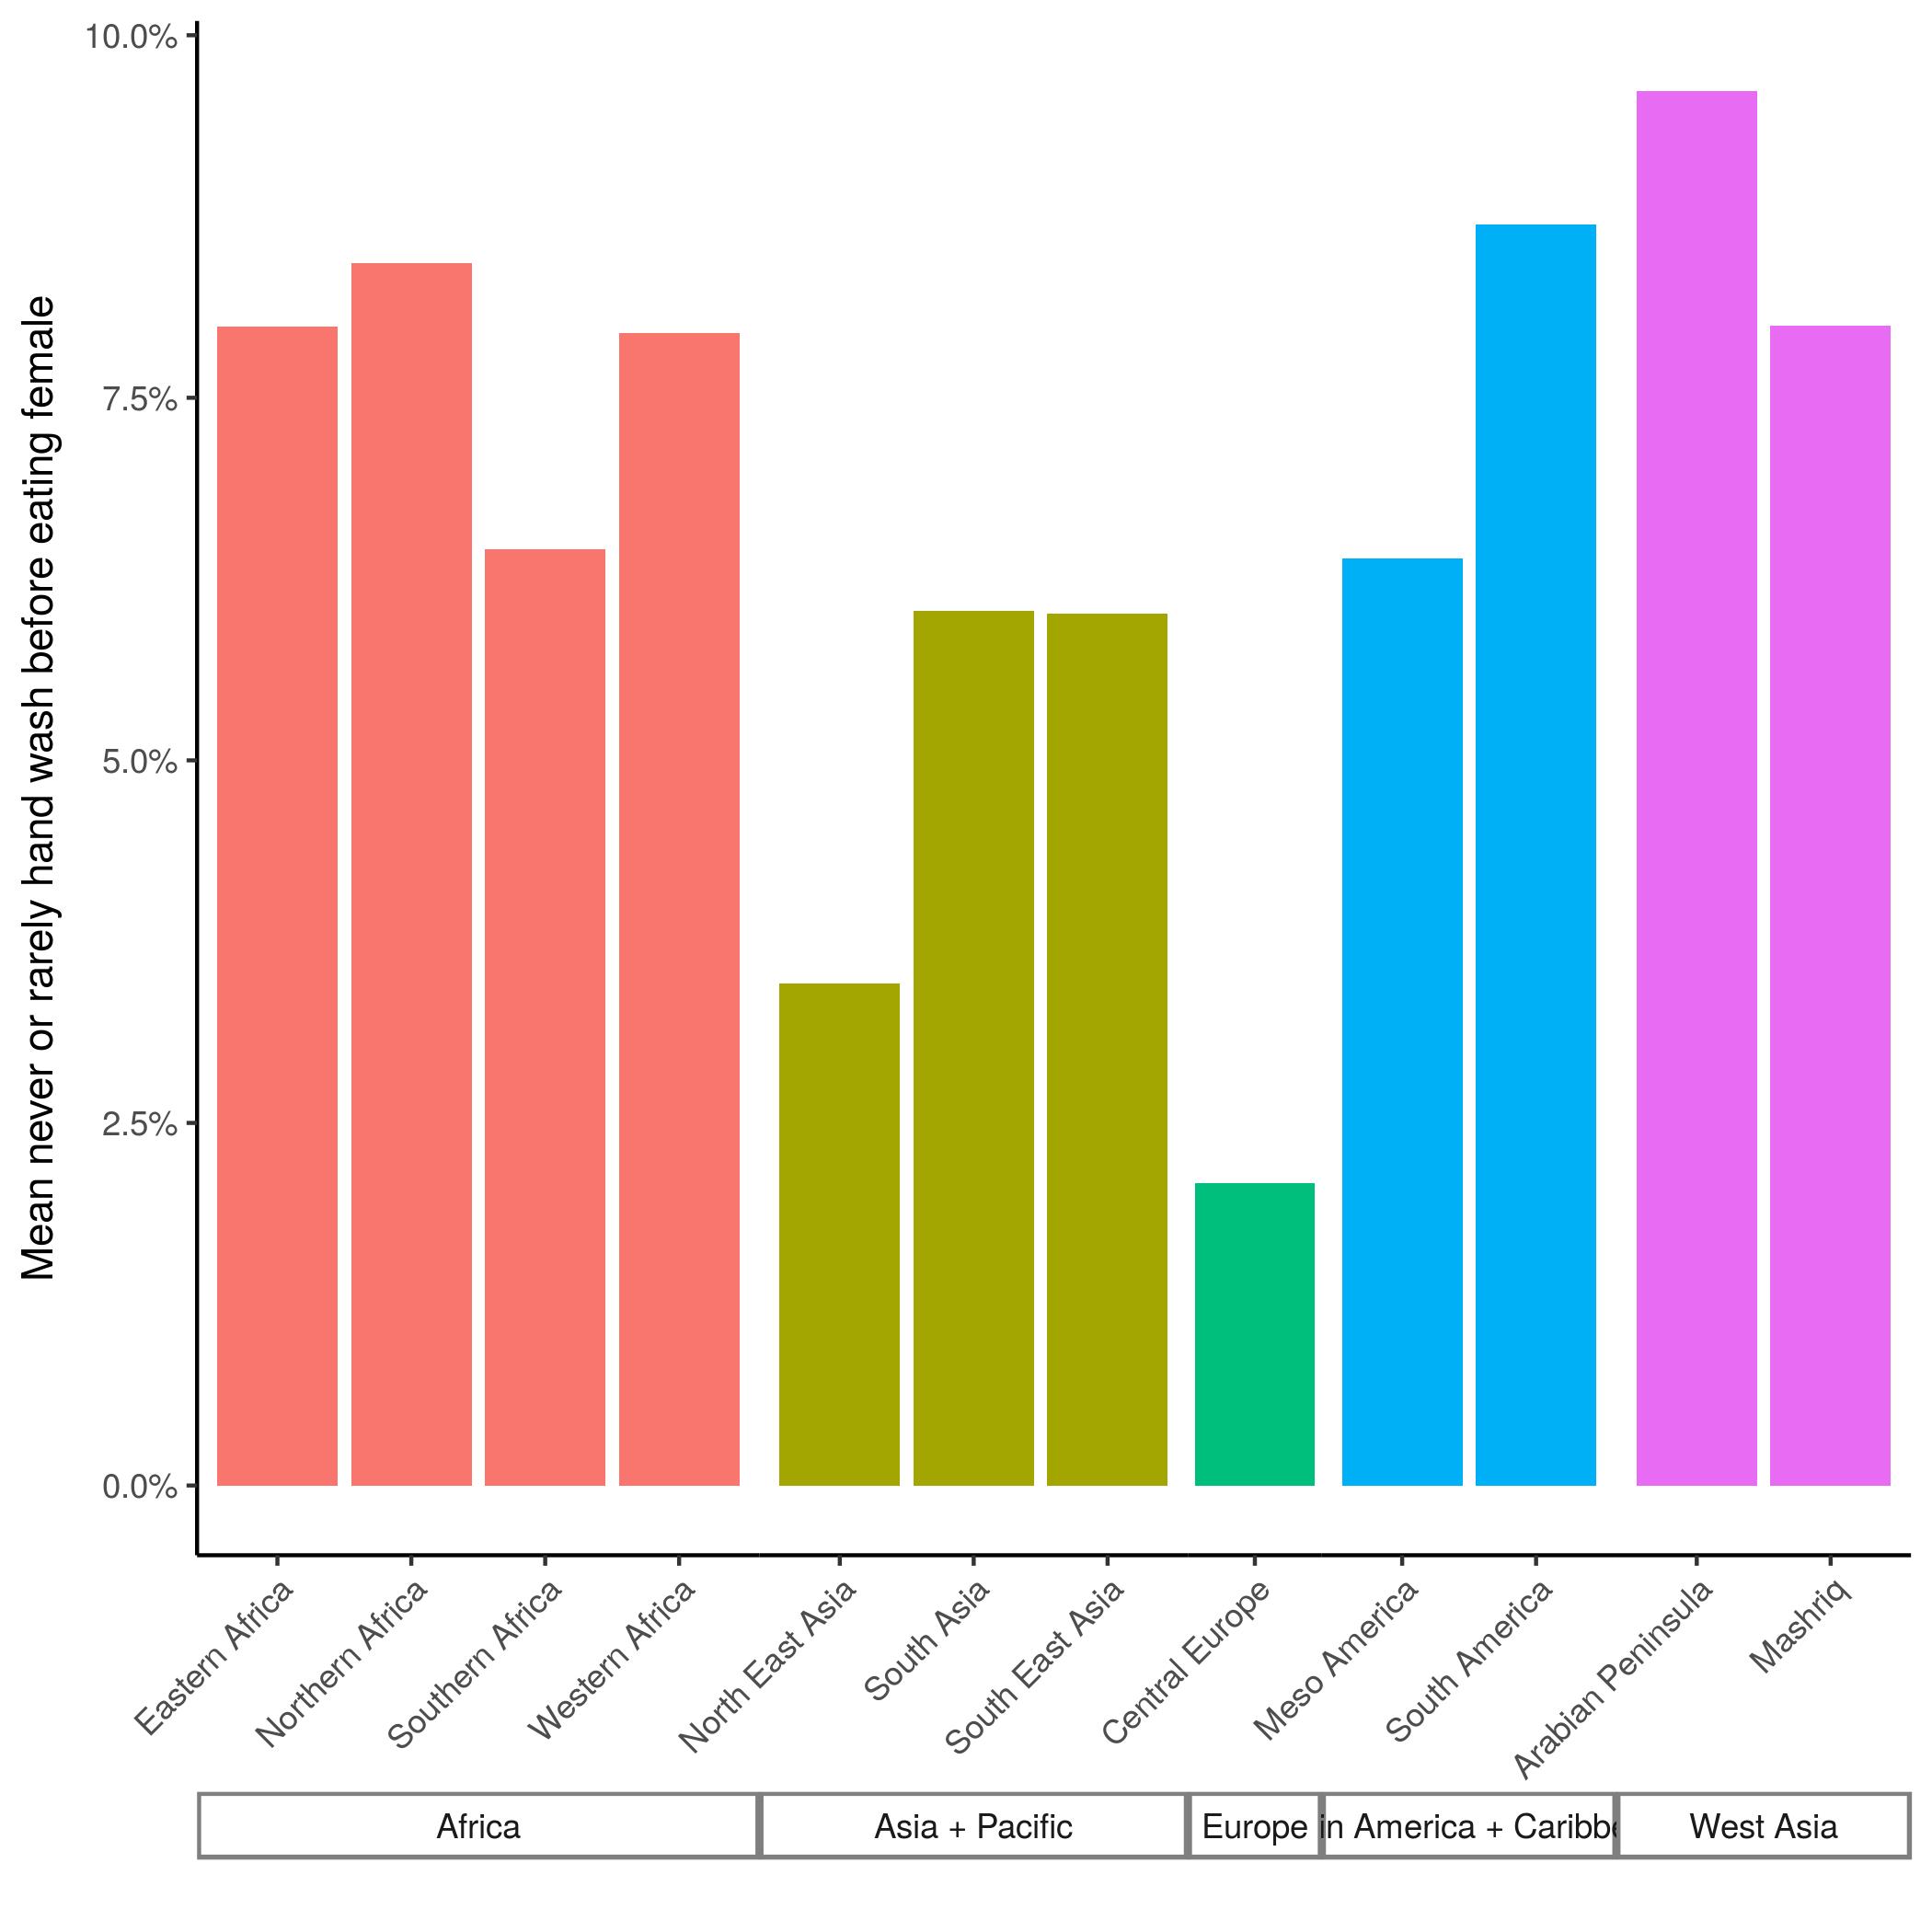 Mean never or rarely hand wash before eating female
10.0%
7.5%
5.0%
2.5%
0.0%
Eastern Africa
Northern Africa
Southern Africa
Western Africa
North East Asia
South Asia
South East Asia
Central Europe
Meso America
South America
Arabian Peninsula
Mashriq
Africa
Asia + Pacific
Europe
in America + Caribbe
West Asia